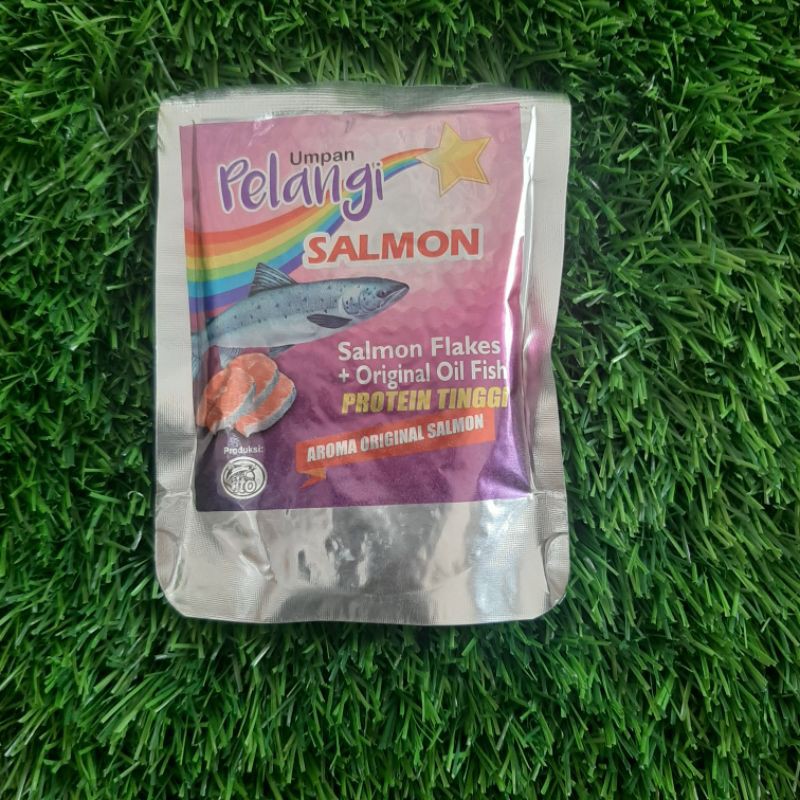 Umpan
Pelangi
SALMON
Salmon Flakes
+ Original Oil Fish
PROTEIN TINGGI
AROMA ORIGINAL SALMON
Produksi: